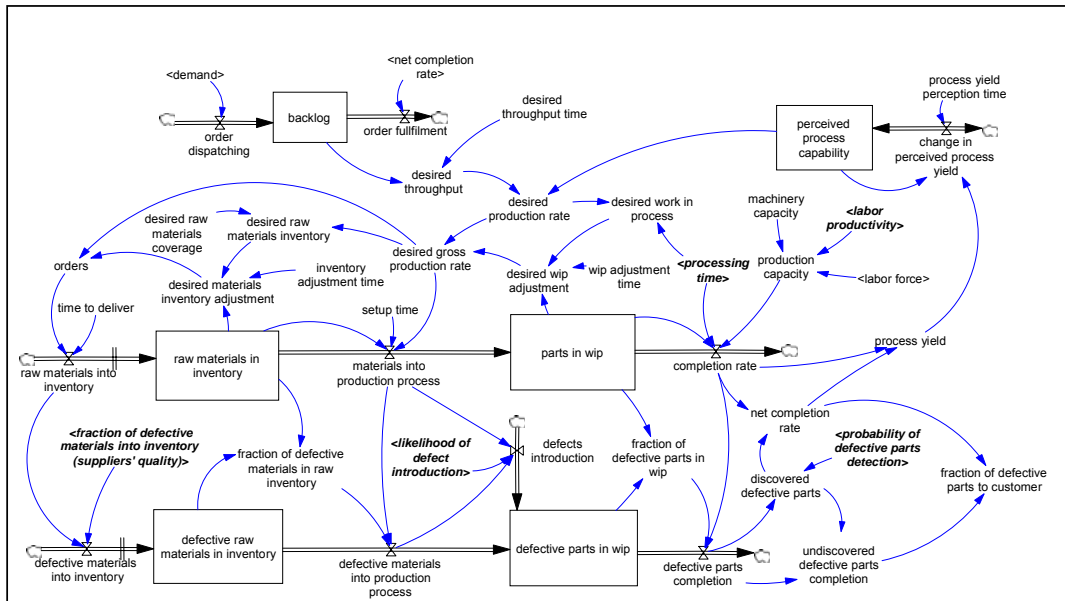 <demand>
<net completion
rate>
order
dispatching
backlog
order fullfilment
desired
throughput time
desired
throughput
perceived
process
capability
process yield
perception time
change in
perceived process
yield
desired raw
materials
coverage
desired raw
materials inventory
desired
production rate
desired work in
process
machinery
capacity
<labor
productivity>
orders
desired materials
inventory adjustment
inventory
adjustment time
desired gross
production rate
desired wip
adjustment
wip adjustment
time
<processing
time>
production
capacity
<labor force>
time to deliver
setup time
raw materials into
inventory
raw materials in
inventory
materials into
production process
parts in wip
completion rate
process yield
<fraction of defective
materials into inventory
(suppliers' quality)>
fraction of defective
materials in raw
inventory
<likelihood of
defect
introduction>
defects
introduction
fraction of
defective parts in
wip
net completion
rate
discovered
defective parts
<probability of
defective parts
detection>
fraction of defective
parts to customer
defective materials
into inventory
defective raw
materials in inventory
defective materials
into production
process
defective parts in wip
defective parts
completion
undiscovered
defective parts
completion